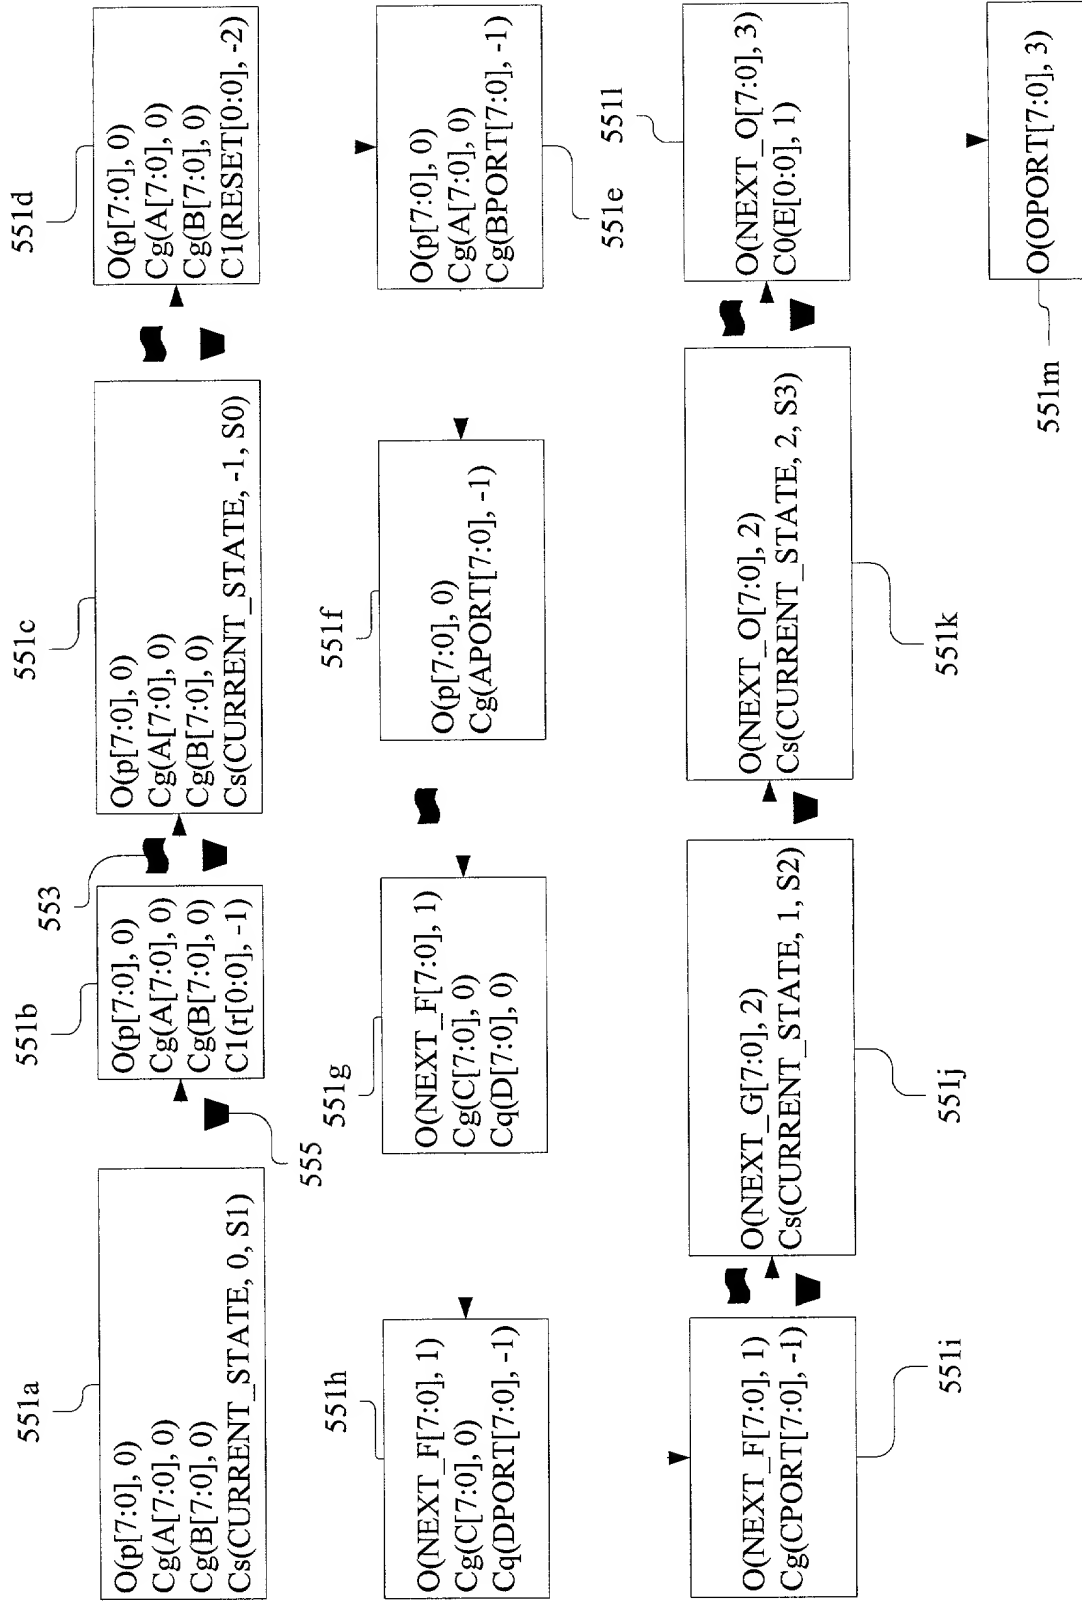 551a
O(p[7:0], 0)
Cg(A[7:0], 0)
Cg(B[7:0], 0)
Cs(CURRENT_STATE, 0, S1)
555
551b
O(p[7:0], 0)
Cg(A[7:0], 0)
Cg(B[7:0], 0)
C1(r[0:0], -1)
553
551c
O(p[7:0], 0)
Cg(A[7:0], 0)
Cg(B[7:0], 0)
Cs(CURRENT_STATE, -1, S0)
551d
O(p[7:0], 0)
Cg(A[7:0], 0)
Cg(B[7:0], 0)
C1(RESET[0:0], -2)
551h
O(NEXT_F[7:0], 1)
Cg(C[7:0], 0)
Cq(DPORT[7:0], -1)
551g
O(NEXT_F[7:0], 1)
Cg(C[7:0], 0)
Cq(D[7:0], 0)
551f
O(p[7:0], 0)
Cg(APORT[7:0], -1)
O(p[7:0], 0)
Cg(A[7:0], 0)
Cg(BPORT[7:0], -1)
551e
O(NEXT_F[7:0], 1)
Cg(CPORT[7:0], -1)
551i
O(NEXT_G[7:0], 2)
Cs(CURRENT_STATE, 1, S2)
551j
O(NEXT_O[7:0], 2)
Cs(CURRENT_STATE, 2, S3)
551k
551l
O(NEXT_O[7:0], 3)
C0(E[0:0], 1)
O(OPORT[7:0], 3)
551m